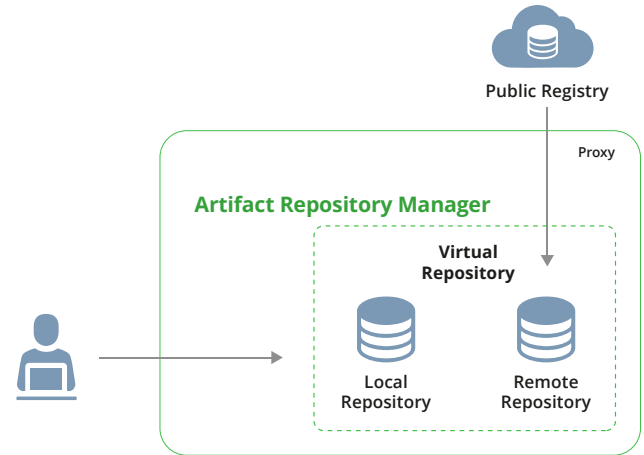 Public Registry
Proxy
Artifact Repository Manager
Virtual
Repository
Local
Repository
Remote
Repository